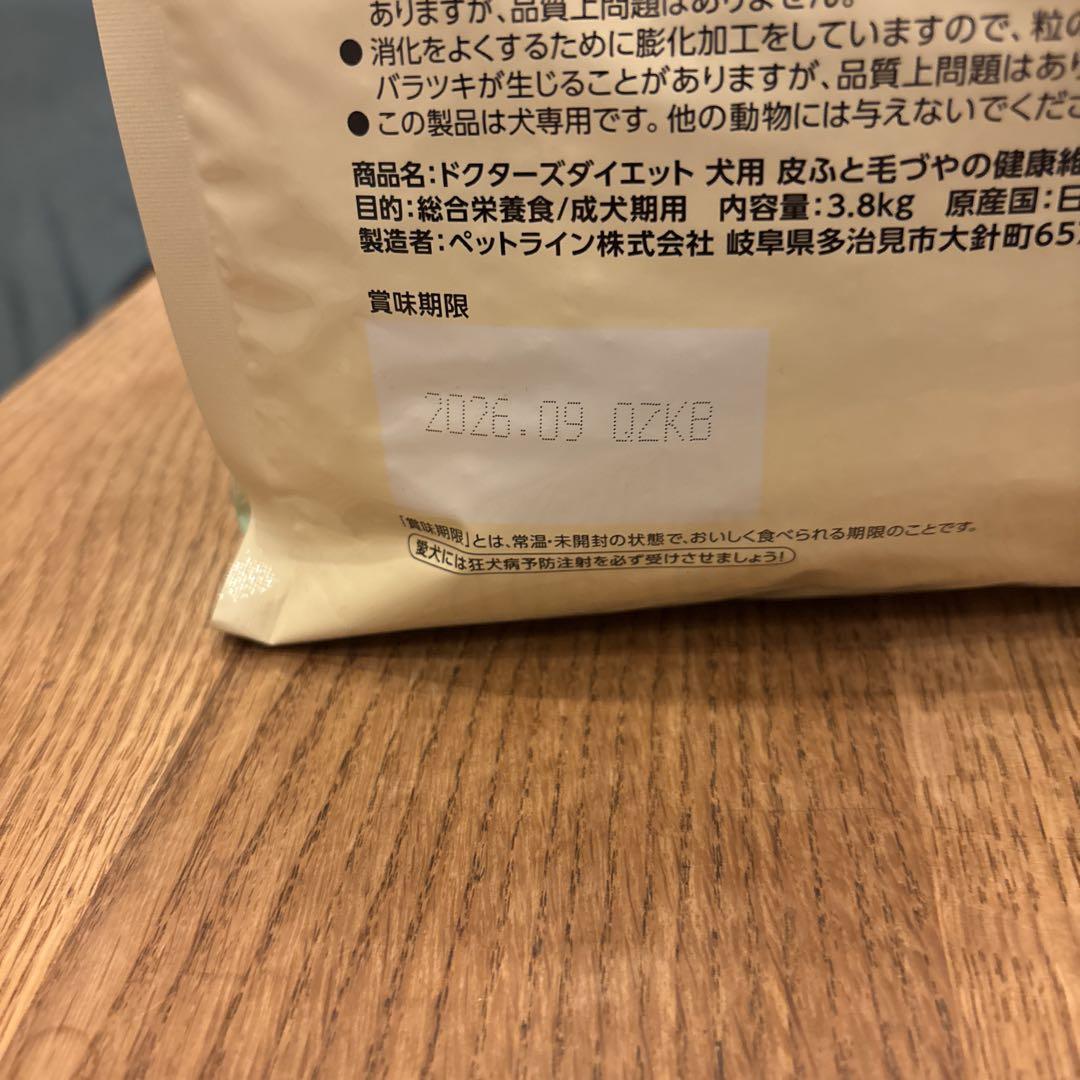 ありますが、品質上問題はありません。
●消化をよくするために膨化加工をしていますので、粒の
バラツキが生じることがありますが、品質上問題はあり
●この製品は犬専用です。他の動物には与えないでくださ
商品名:ドクターズダイエット 犬用 皮ふと毛づやの健康維
目的:総合栄養食/成犬期用 内容量:3.8kg 原産国:日
製造者:ペットライン株式会社 岐阜県多治見市大針町657
賞味期限
2026.09 QZKB
「賞味期限」とは、常温・未開封の状態で、おいしく食べられる期限のことです。
愛犬には狂犬病予防注射を必ず受けさせましょう!